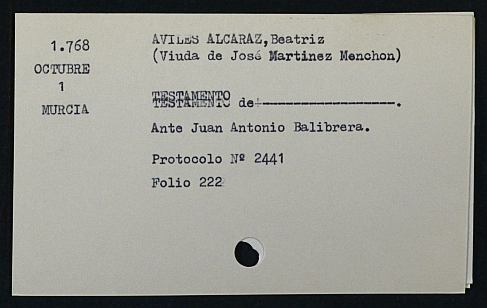 1.768
OCTUBRE
1
MURCIA
AVILES ALCARAZ, Beatriz
(Viuda de José Martinez Menchon)
TESTAMENTO de:--------------------.
Ante Juan Antonio Balibrera.
Protocolo Nº 2441
Folio 222